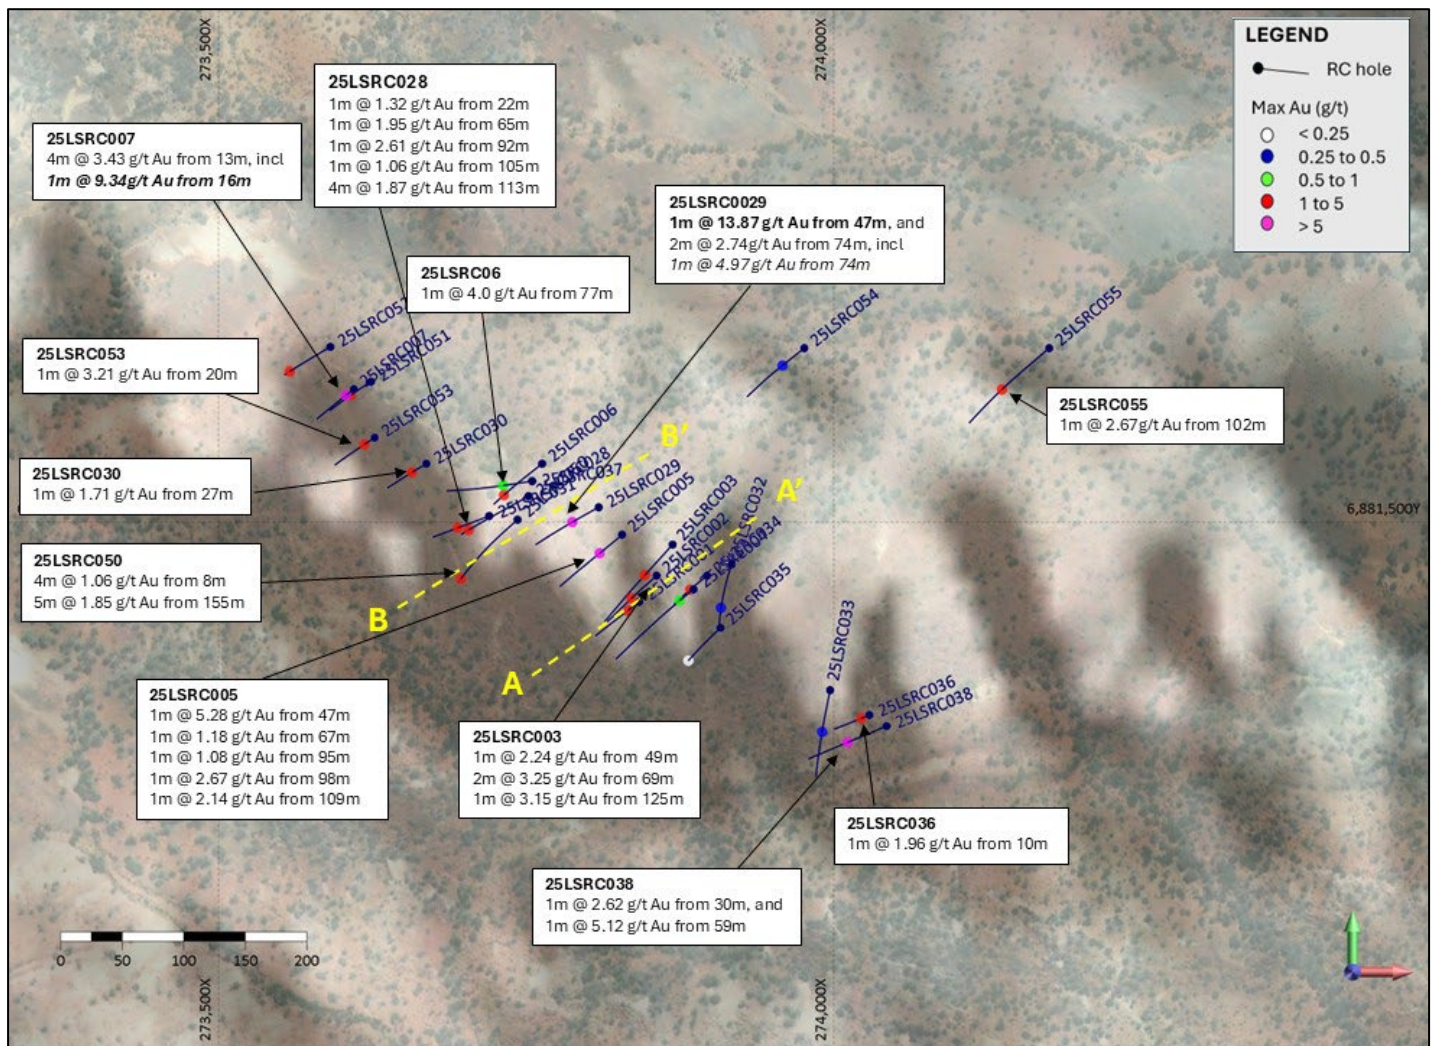 273,500X
274,000X
LEGEND
RC hole
Max Au (g/t)
< 0.25
0.25 to 0.5
0.5 to 1
1 to 5
> 5
25LSRC028
1m @ 1.32 g/t Au from 22m
1m @ 1.95 g/t Au from 65m
1m @ 2.61 g/t Au from 92m
1m @ 1.06 g/t Au from 105m
4m @ 1.87 g/t Au from 113m
25LSRC007
4m @ 3.43 g/t Au from 13m, incl
1m @ 9.34g/t Au from 16m
25LSRC0029
1m @ 13.87 g/t Au from 47m, and
2m @ 2.74g/t Au from 74m, incl
1m @ 4.97g/t Au from 74m
25LSRC06
1m @ 4.0 g/t Au from 77m
25LSRC053
1m @ 3.21 g/t Au from 20m
25LSRC055
1m @ 2.67g/t Au from 102m
25LSRC030
1m @ 1.71 g/t Au from 27m
25LSRC050
4m @ 1.06 g/t Au from 8m
5m @ 1.85 g/t Au from 155m
25LSRC007
25LSRC051
25LSRC053
25LSRC030
25LSRC006
25LSRC029
25LSRC005
25LSRC003
25LSRC002
25LSRC035
25LSRC054
25LSRC055
25LSRC033
25LSRC036
25LSRC038
B'
A'
B
A
6,881,500Y
25LSRC005
1m @ 5.28 g/t Au from 47m
1m @ 1.18 g/t Au from 67m
1m @ 1.08 g/t Au from 95m
1m @ 2.67 g/t Au from 98m
1m @ 2.14 g/t Au from 109m
25LSRC003
1m @ 2.24 g/t Au from 49m
2m @ 3.25 g/t Au from 69m
1m @ 3.15 g/t Au from 125m
25LSRC036
1m @ 1.96 g/t Au from 10m
25LSRC038
1m @ 2.62 g/t Au from 30m, and
1m @ 5.12 g/t Au from 59m
0 50 100 150 200
273,500X
274,000X